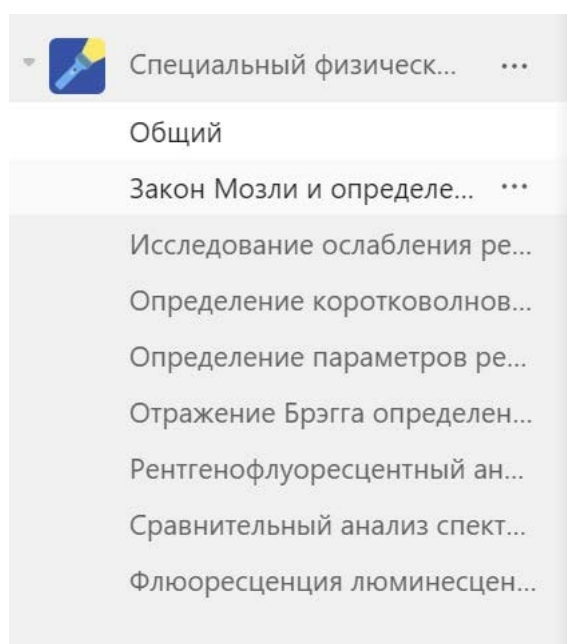 Специальный физическ...
Общий
Закон Мозли и определе...
Исследование ослабления ре...
Определение коротковолнов...
Определение параметров ре...
Отражение Брэгга определен...
Рентгенофлуоресцентный ан...
Сравнительный анализ спект...
Флюоресценция люминесцен...